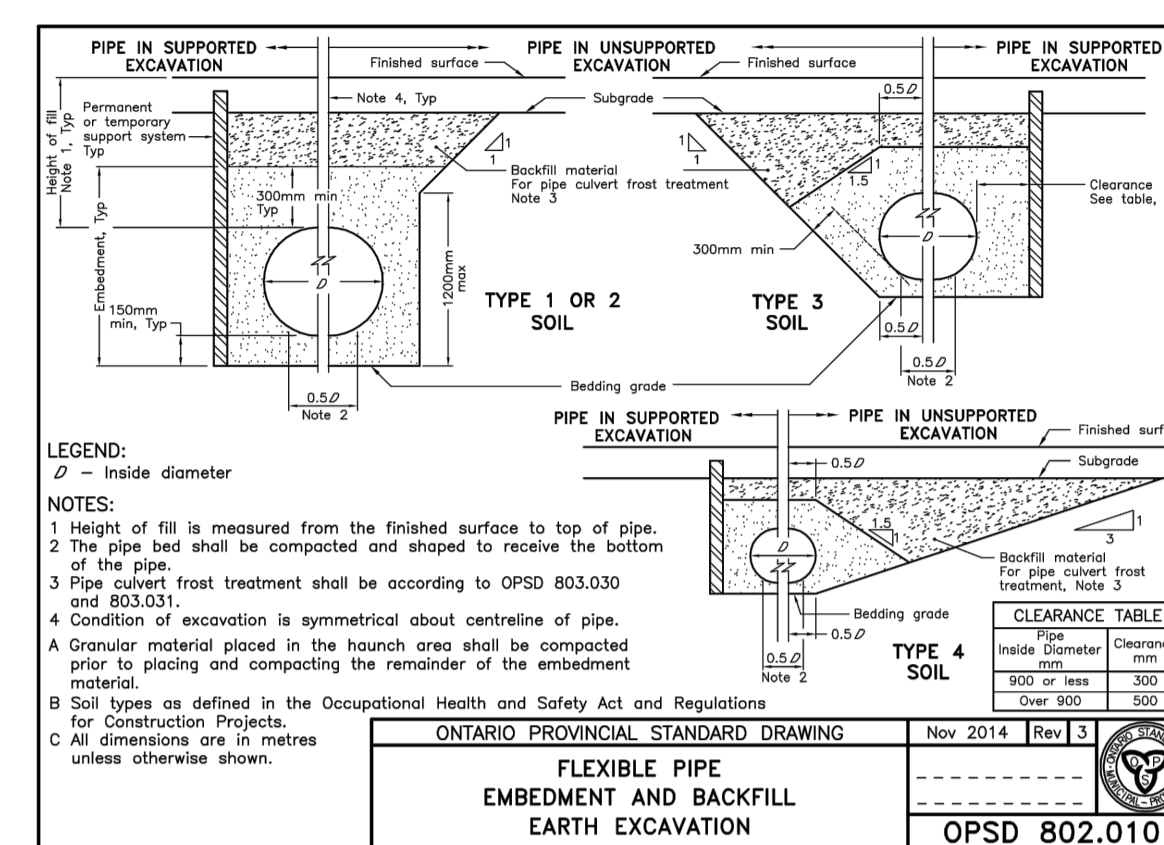 PIPE IN SUPPORTED
EXCAVATION
PIPE IN UNSUPPORTED
EXCAVATION
PIPE IN SUPPORTED
EXCAVATION
Finished surface
Finished surface
Note 4, Typ
Subgrade
0.5D
Height of fill
Note 1, Typ
Permanent
or temporary
support system
Typ
1
1
1
1
Backfill material
For pipe culvert frost treatment
Note 3
1
1.5
Clearance
See table,
300mm min
Typ
Embedment, Typ
300mm min
D
D
1200mm
max
150mm
min, Typ
TYPE 1 OR 2
SOIL
TYPE 3
SOIL
0.5D
0.5D
Note 2
Bedding grade
0.5D
Note 2
PIPE IN SUPPORTED
EXCAVATION
PIPE IN UNSUPPORTED
EXCAVATION
Finished surf
Subgrade
0.5D
1.5
1
1
3
D
Backfill material
For pipe culvert frost
treatment, Note 3
Bedding grade
0.5D
0.5D
Note 2
TYPE 4
SOIL
CLEARANCE TABLE
Pipe
Inside Diameter
mm
Clearanc
mm
900 or less
300
Over 900
500
LEGEND:
D – Inside diameter
NOTES:
1 Height of fill is measured from the finished surface to top of pipe.
2 The pipe bed shall be compacted and shaped to receive the bottom
of the pipe.
3 Pipe culvert frost treatment shall be according to OPSD 803.030
and 803.031.
4 Condition of excavation is symmetrical about centreline of pipe.
A Granular material placed in the haunch area shall be compacted
prior to placing and compacting the remainder of the embedment
material.
B Soil types as defined in the Occupational Health and Safety Act and Regulations
for Construction Projects.
C All dimensions are in metres
unless otherwise shown.
ONTARIO PROVINCIAL STANDARD DRAWING
Nov 2014
Rev 3
FLEXIBLE PIPE
EMBEDMENT AND BACKFILL
EARTH EXCAVATION
OPSD 802.010
O P
S